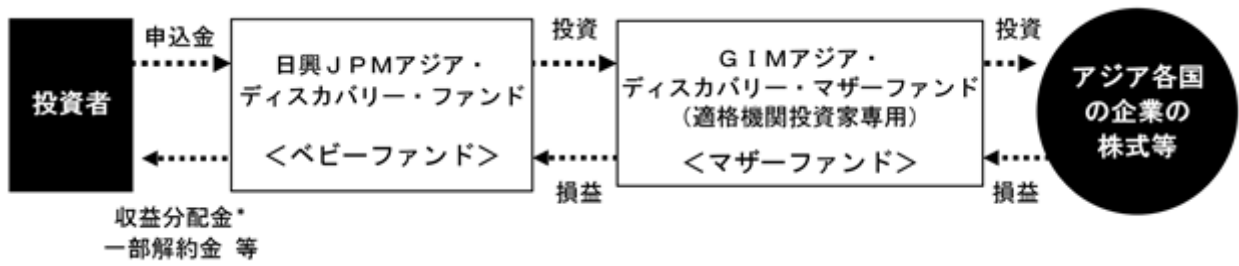 投資者
申込金
収益分配金*
一部解約金 等
日興JPMアジア・
ディスカバリー・ファンド
<ベビーファンド>
投資
損益
GIMアジア・
ディスカバリー・マザーファンド
(適格機関投資家専用)
<マザーファンド>
投資
損益
アジア各国
の企業の
株式等